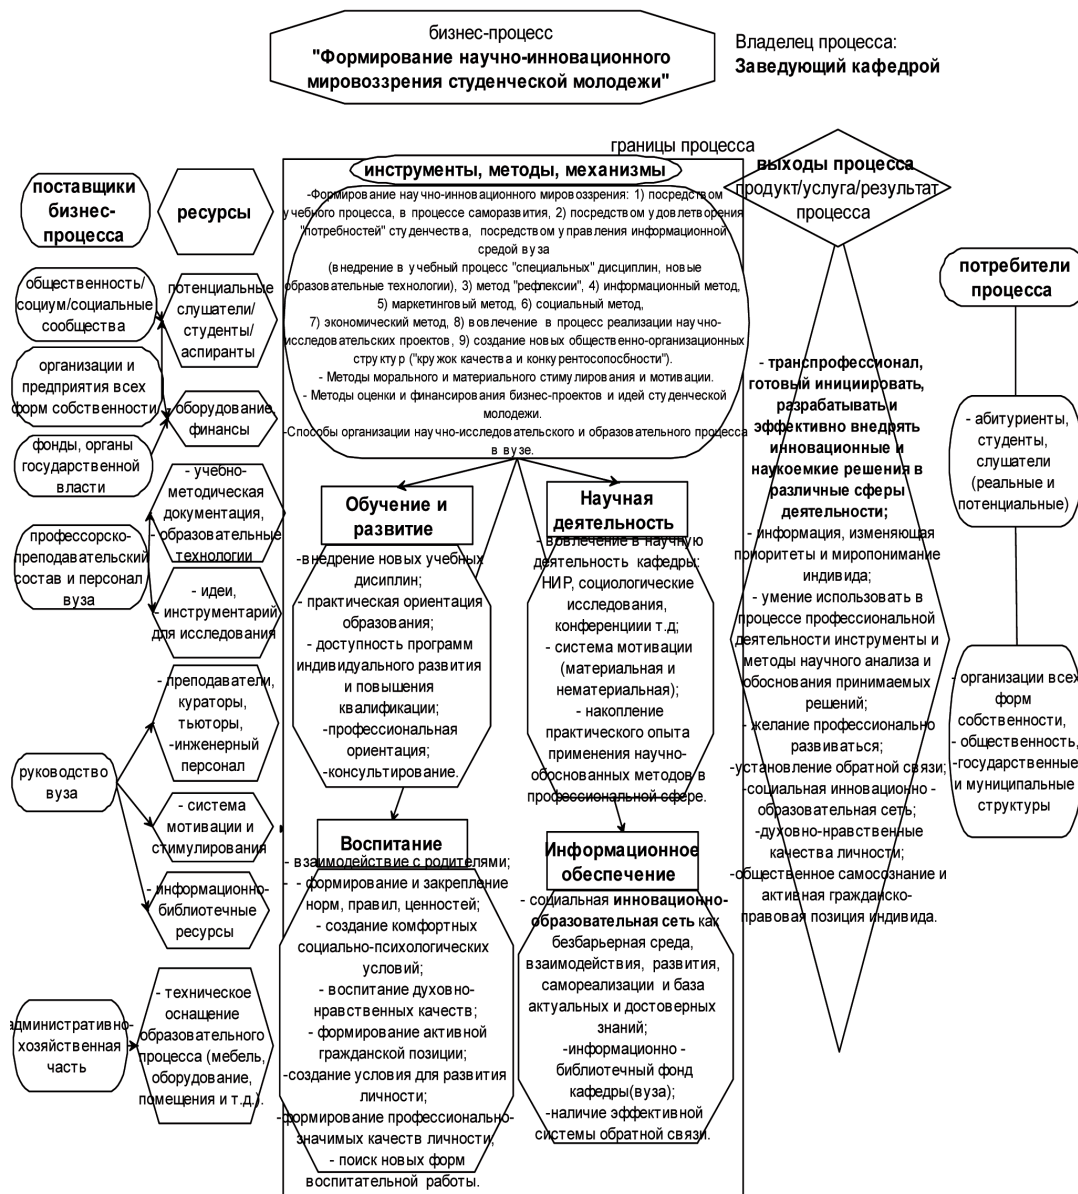 бизнес-процесс
"Формирование научно-инновационного
мировоззрения студенческой молодежи"
Владелец процесса:
Заведующий кафедрой
границы процесса
поставщики
бизнес-
процесса
ресурсы
инструменты, методы, механизмы
выходы процесса
продукт/услуга/результат
процесса
потребители
процесса
общественность/
социум/социальные
сообщества
организации и
предприятия всех
форм собственности
фонды, органы
государственной
власти
профессорско-
преподавательский
состав и персонал
вуза
руководство
вуза
административно-
хозяйственная
часть
потенциальные
слушатели/
студенты/
аспиранты
оборудование,
финансы
- учебно-
методическая
документация,
- образовательные
технологии
- идеи,
- инструментарий
для исследования
- преподаватели,
кураторы,
тьюторы,
-инженерный
персонал
- система
мотивации и
стимулирования
- информационно-
библиотечные
ресурсы
- техническое
оснащение
образовательного
процесса (мебель,
оборудование,
помещения и т.д.).
-Формирование научно-инновационного мировоззрения: 1) посредством
учебного процесса, в процессе саморазвития, 2) посредством удовлетворения
"потребностей" студенчества, посредством управления информационной
средой вуза
(внедрение в учебный процесс "специальных" дисциплин, новые
образовательные технологии), 3) метод "рефлексии", 4) информационный метод,
5) маркетинговый метод, 6) социальный метод,
7) экономический метод, 8) вовлечение в процесс реализации научно-
исследовательских проектов, 9) создание новых общественно-организационных
структур ("кружок качества и конкурентосопосбности").
- Методы морального и материального стимулирования и мотивации.
- Методы оценки и финансирования бизнес-проектов и идей студенческой
молодежи.
-Способы организации научно-исследовательского и образовательного процесса
в вузе.
Обучение и
развитие
-внедрение новых учебных
дисциплин;
- практическая ориентация
образования;
- доступность программ
индивидуального развития
и повышения
квалификации;
-профессиональная
ориентация;
-консультирование.
Научная
деятельность
- вовлечение в научную
деятельность кафедры:
НИР, социологические
исследования,
конференциии т.д;
- система мотивации
(материальная и
нематериальная);
- накопление
практического опыта
применения научно-
обоснованных методов в
профессиональной сфере.
Воспитание
- взаимодействие с родителями;
- - формирование и закрепление
норм, правил, ценностей;
- создание комфортных
социально-психологических
условий;
- воспитание духовно-
нравственных качеств;
- формирование активной
гражданской позиции;
-создание условия для развития
личности;
-формирование профессионально-
значимых качеств личности,
- поиск новых форм
воспитательной работы.
Информационное
обеспечение
- социальная инновационно-
образовательная сеть как
безбарьерная среда,
взаимодействия, развития,
самореализации и база
актуальных и достоверных
знаний;
-информационно -
библиотечный фонд
кафедры(вуза);
-наличие эффективной
системы обратной связи.
- транспрофессионал,
готовый инициировать,
разрабатывать и
эффективно внедрять
инновационные и
наукоемкие решения в
различные сферы
деятельности;
- информация, изменяющая
приоритеты и миропонимание
индивида;
- умение использовать в
процессе профессиональной
деятельности инструменты и
методы научного анализа и
обоснования принимаемых
решений;
- желание профессионально
развиваться;
-установление обратной связи;
-социальная инновационно -
образовательная сеть;
-духовно-нравственные
качества личности;
-общественное самосознание и
активная гражданско-
правовая позиция индивида.
- абитуриенты,
студенты,
слушатели
(реальные и
потенциальные)
- организации всех
форм
собственности,
- общественность,
-государственные
и муниципальные
структуры